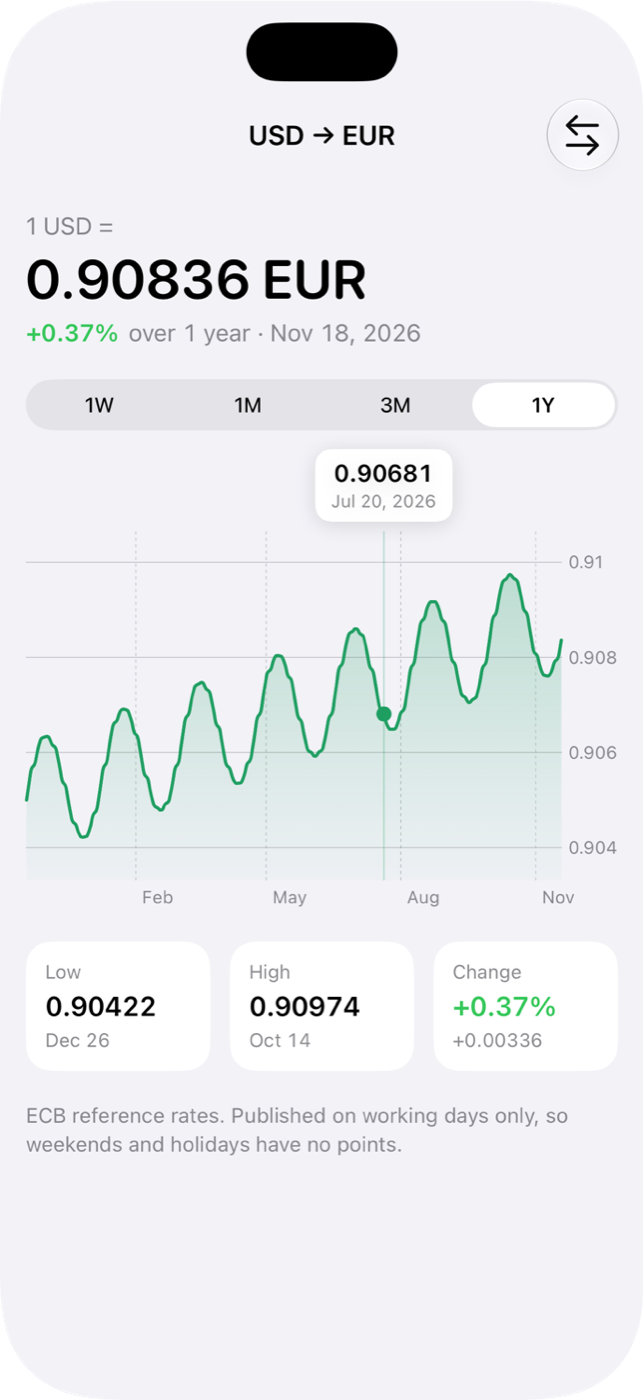 USD → EUR
1 USD =
0.90836 EUR
+0.37% over 1 year · Nov 18, 2026
1W 1M 3M 1Y
0.90681
Jul 20, 2026
0.91
0.908
0.906
0.904
Feb May Aug Nov
Low High Change
0.90422 0.90974 +0.37%
Dec 26 Oct 14 +0.00336
ECB reference rates. Published on working days only, so
weekends and holidays have no points.